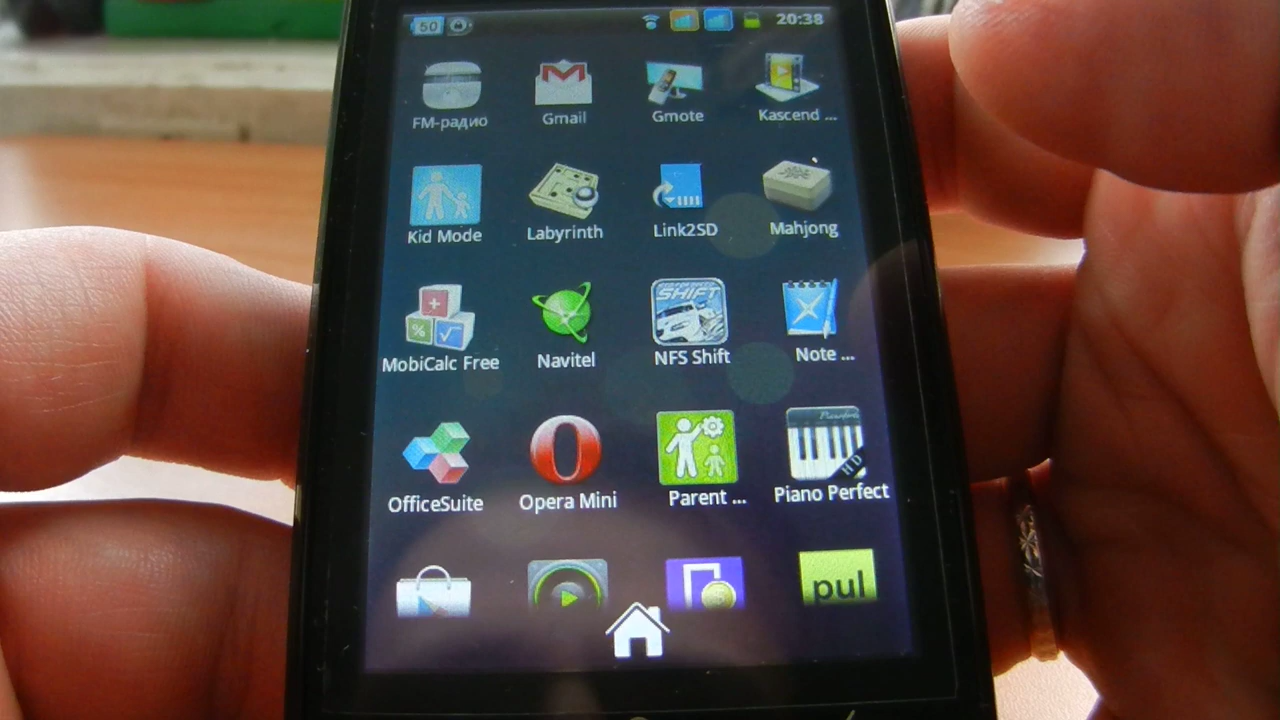 50 20:38
FM-радио Gmail Gmote Kascend ...
Kid Mode Labyrinth Link2SD Mahjong
SHIFT
% √
MobiCalc Free Navitel NFS Shift Note ...
HD
OfficeSuite Opera Mini Parent ... Piano Perfect
pul